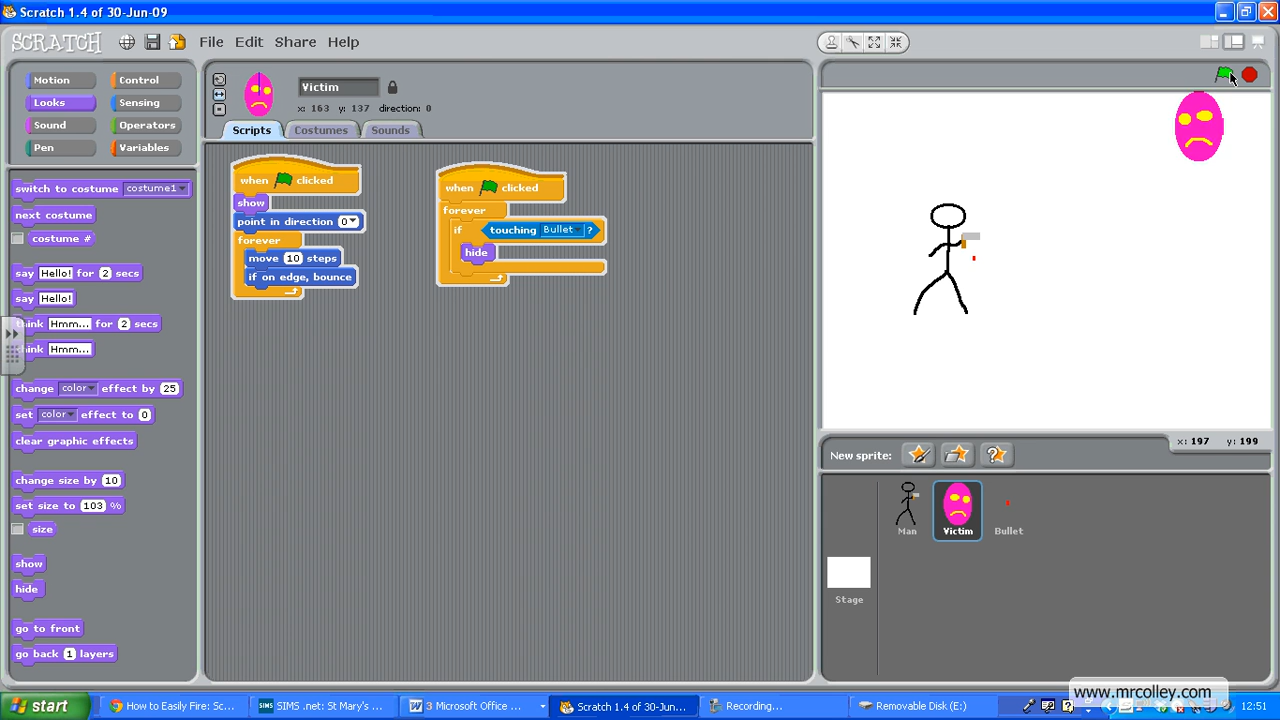 Scratch 1.4 of 30-Jun-09
SCRATCH File Edit Share Help
Motion Control
Looks Sensing
Sound Operators
Pen Variables
Victim
x: 163 y: 137 direction: 0
Scripts Costumes Sounds
switch to costume costume1
next costume
costume #
say Hello! for 2 secs
say Hello!
think Hmm... for 2 secs
think Hmm...
change color effect by 25
set color effect to 0
clear graphic effects
change size by 10
set size to 103 %
size
show
hide
go to front
go back 1 layers
when clicked
show
point in direction 0
forever
move 10 steps
if on edge, bounce
when clicked
forever
if touching Bullet ?
hide
x: 197 y: 199
New sprite:
Man Victim Bullet
Stage
www.mrcolley.com
start How to Easily Fire: Sc... SIMS .net: St Mary's ... 3 Microsoft Office ... Scratch 1.4 of 30-Jun... Recording... Removable Disk (E:) 12:51